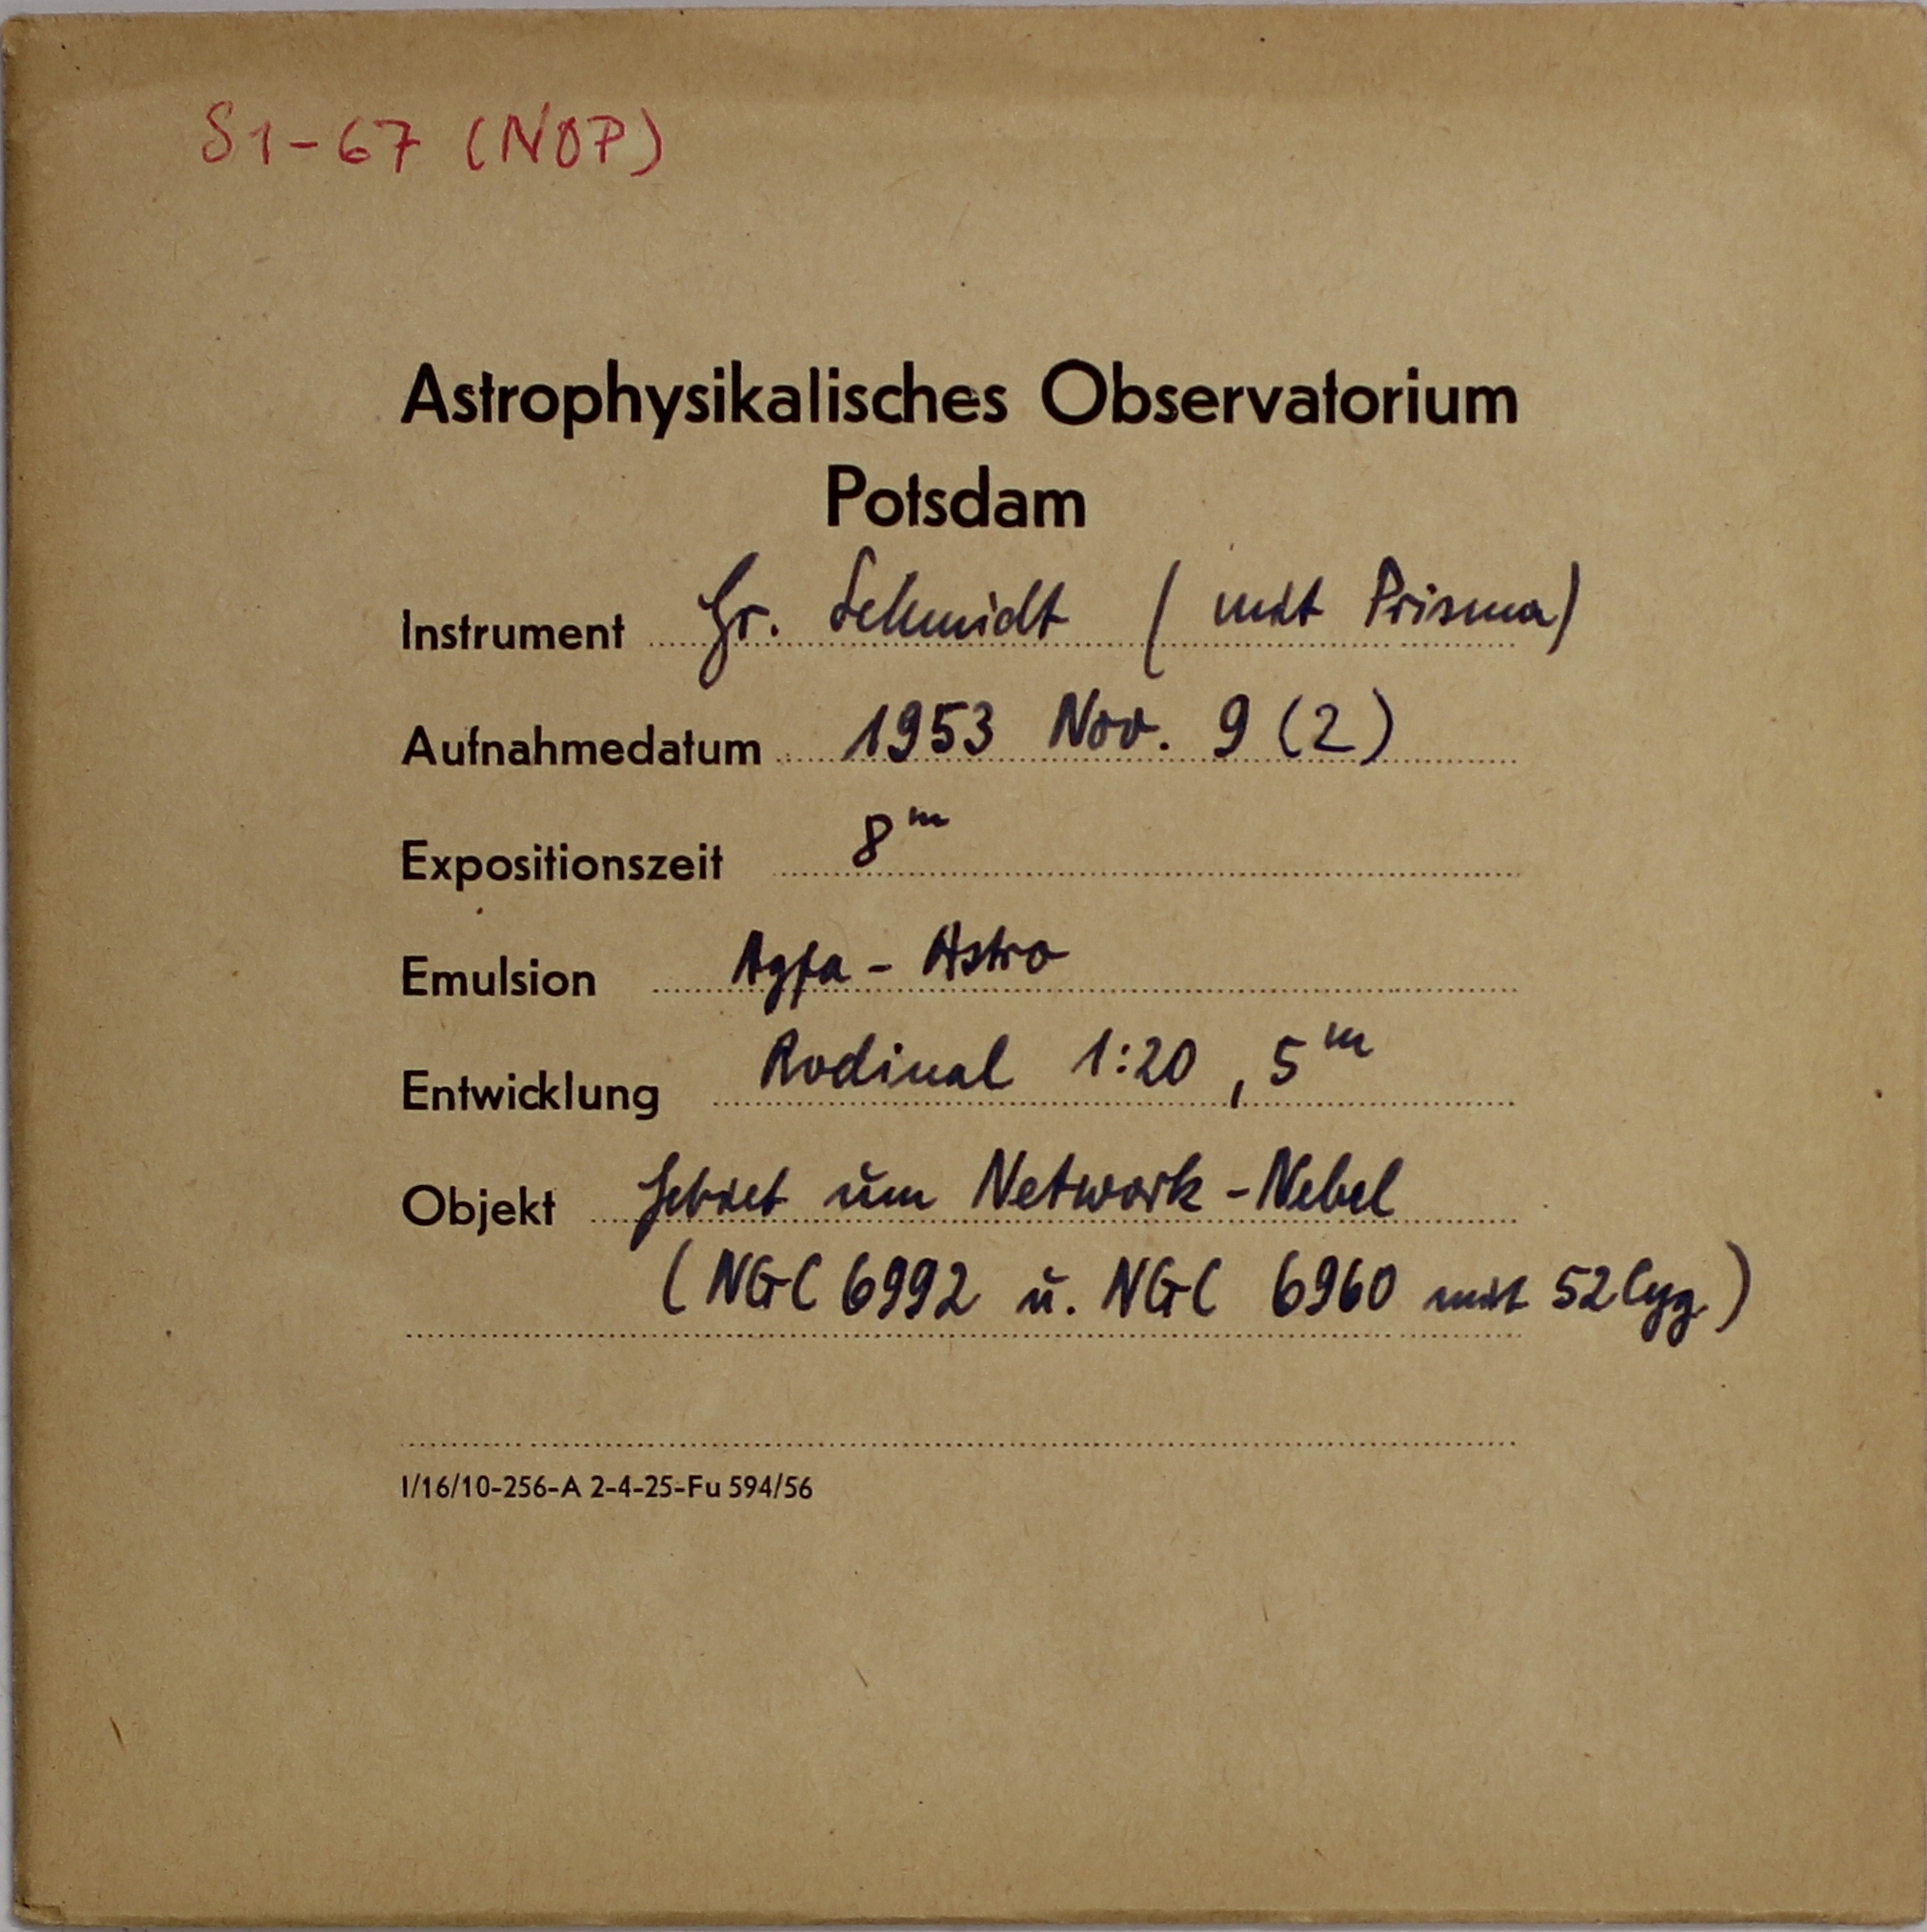 S1-67 (NOP)
Astrophysikalisches Observatorium
Potsdam
Instrument Gr. Schmidt (mit Prisma)
Aufnahmedatum 1953 Nov. 9 (2)
Expositionszeit 8ᵐ
Emulsion Agfa - Astro
Entwicklung Rodinal 1:20, 5ᵐ
Objekt Gebiet um Network-Nebel
(NGC 6992 u. NGC 6960 mit 52 Cyg.)
I/16/10-256-A 2-4-25-Fu 594/56